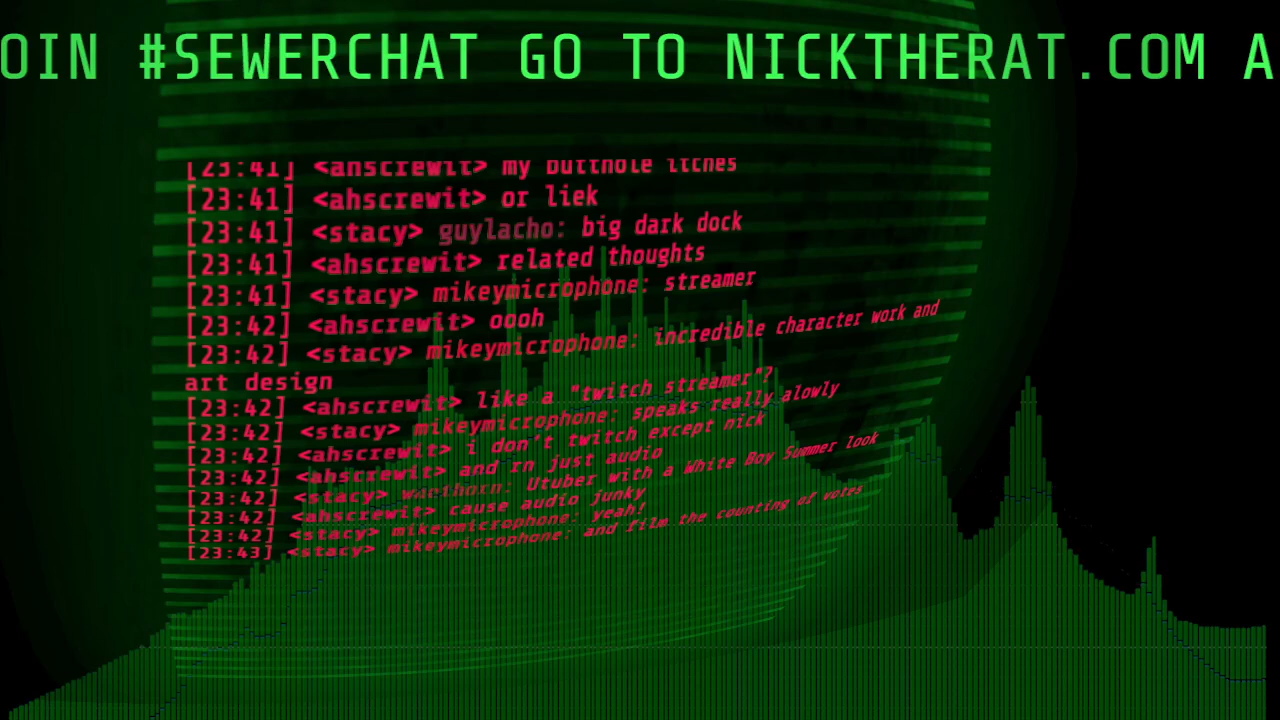 OIN #SEWERCHAT GO TO NICKTHERAT.COM A
[23:41] <ahscrewit> my butthole itches
[23:41] <ahscrewit> or liek
[23:41] <stacy> guylacho: big dark dock
[23:41] <ahscrewit> related thoughts
[23:41] <stacy> mikeymicrophone: streamer
[23:42] <ahscrewit> oooh
[23:42] <stacy> mikeymicrophone: incredible character work and
art design
[23:42] <ahscrewit> like a "twitch streamer"?
[23:42] <stacy> mikeymicrophone: speaks really alowly
[23:42] <ahscrewit> i don't twitch except nick
[23:42] <ahscrewit> and rn just audio
[23:42] <stacy> Utuber with a White Boy Summer look
[23:42] <ahscrewit> cause audio junky
[23:42] <stacy> mikeymicrophone: yeah!
[23:43] <stacy> mikeymicrophone: and film the counting of votes